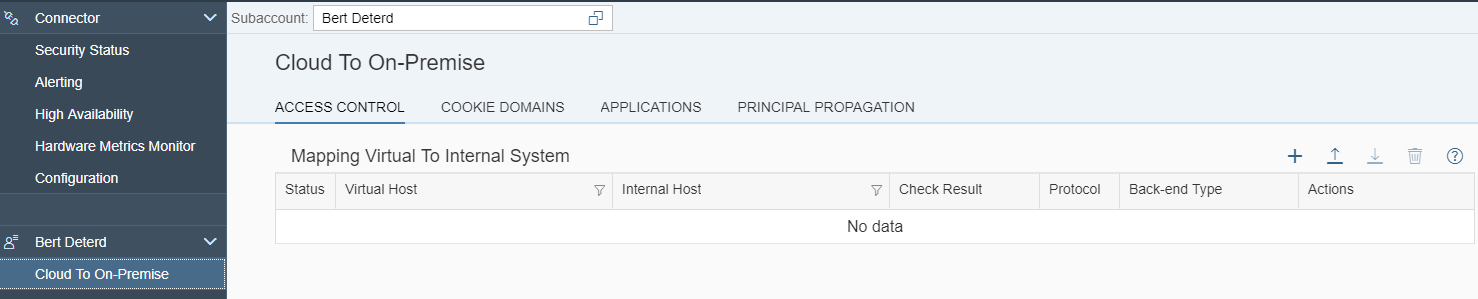 Connector
Security Status
Alerting
High Availability
Hardware Metrics Monitor
Configuration
Bert Deterd
Cloud To On-Premise
Subaccount: Bert Deterd
Cloud To On-Premise
ACCESS CONTROL COOKIE DOMAINS APPLICATIONS PRINCIPAL PROPAGATION
Mapping Virtual To Internal System
Status Virtual Host Internal Host Check Result Protocol Back-end Type Actions
No data